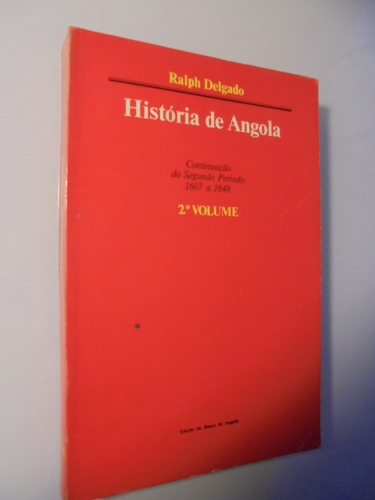 Ralph Delgado
História de Angola
Continuação
do Segundo Período
1607 a 1648
2º VOLUME
Edição do Banco de Angola